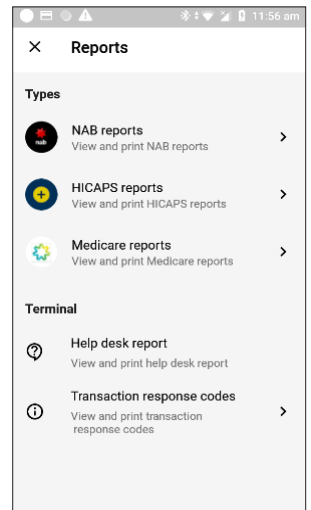 11:56 am
Reports
Types
nab
NAB reports
View and print NAB reports
HICAPS reports
View and print HICAPS reports
Medicare reports
View and print Medicare reports
Terminal
Help desk report
View and print help desk report
Transaction response codes
View and print transaction
response codes